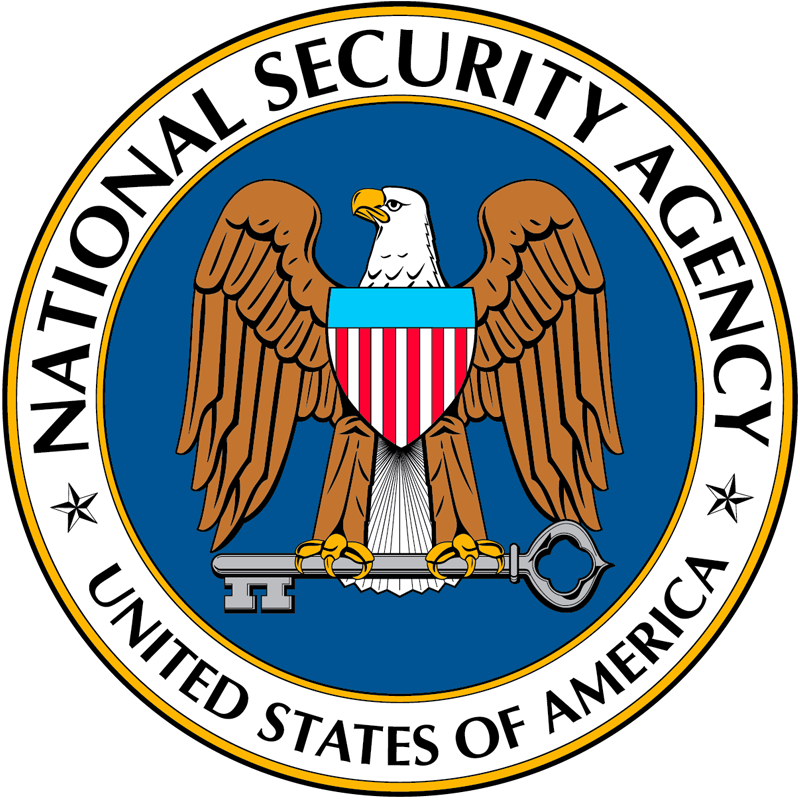 NATIONAL SECURITY AGENCY
UNITED STATES OF AMERICA